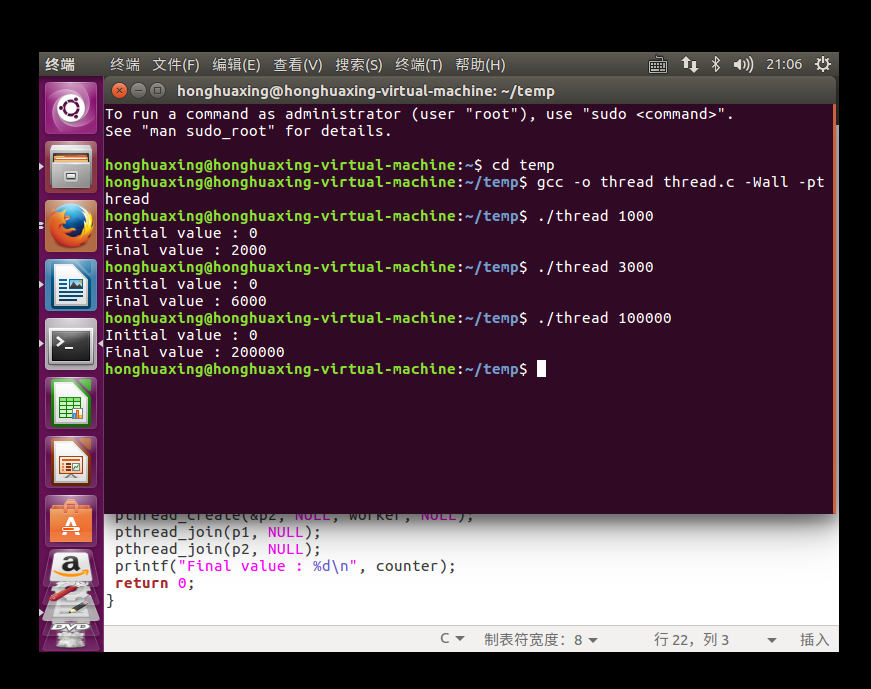 终端 终端 文件(F) 编辑(E) 查看(V) 搜索(S) 终端(T) 帮助(H) 21:06
honghuaxing@honghuaxing-virtual-machine: ~/temp
To run a command as administrator (user "root"), use "sudo <command>".
See "man sudo_root" for details.
honghuaxing@honghuaxing-virtual-machine:~$ cd temp
honghuaxing@honghuaxing-virtual-machine:~/temp$ gcc -o thread thread.c -Wall -pt
hread
honghuaxing@honghuaxing-virtual-machine:~/temp$ ./thread 1000
Initial value : 0
Final value : 2000
honghuaxing@honghuaxing-virtual-machine:~/temp$ ./thread 3000
Initial value : 0
Final value : 6000
honghuaxing@honghuaxing-virtual-machine:~/temp$ ./thread 100000
Initial value : 0
Final value : 200000
honghuaxing@honghuaxing-virtual-machine:~/temp$
pthread_create(&p2, NULL, worker, NULL);
pthread_join(p1, NULL);
pthread_join(p2, NULL);
printf("Final value : %d\n", counter);
return 0;
}
DVD
C 制表符宽度: 8 行 22, 列 3 插入